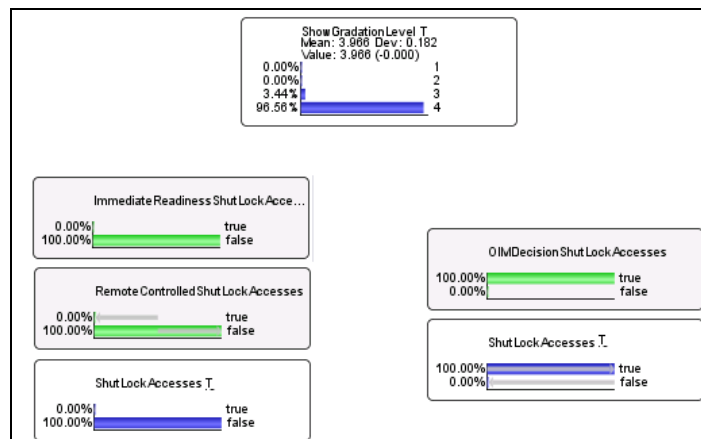 Show Gradation Level T
Mean: 3.966 Dev: 0.182
Value: 3.966 (-0.000)
0.00% 1
0.00% 2
3.44% 3
96.56% 4
Immediate Readiness Shut Lock Acce...
0.00% true
100.00% false
Remote Controlled Shut Lock Accesses
0.00% true
100.00% false
Shut Lock Accesses T_
0.00% true
100.00% false
OIM Decision Shut Lock Accesses
100.00% true
0.00% false
Shut Lock Accesses T_
100.00% true
0.00% false